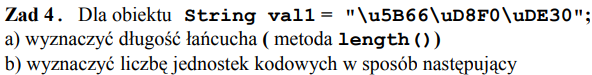 Zad 4. Dla obiektu String val1 = "\u5B66\uD8F0\uDE30";
a) wyznaczyć długość łańcucha ( metoda length())
b) wyznaczyć liczbę jednostek kodowych w sposób następujący